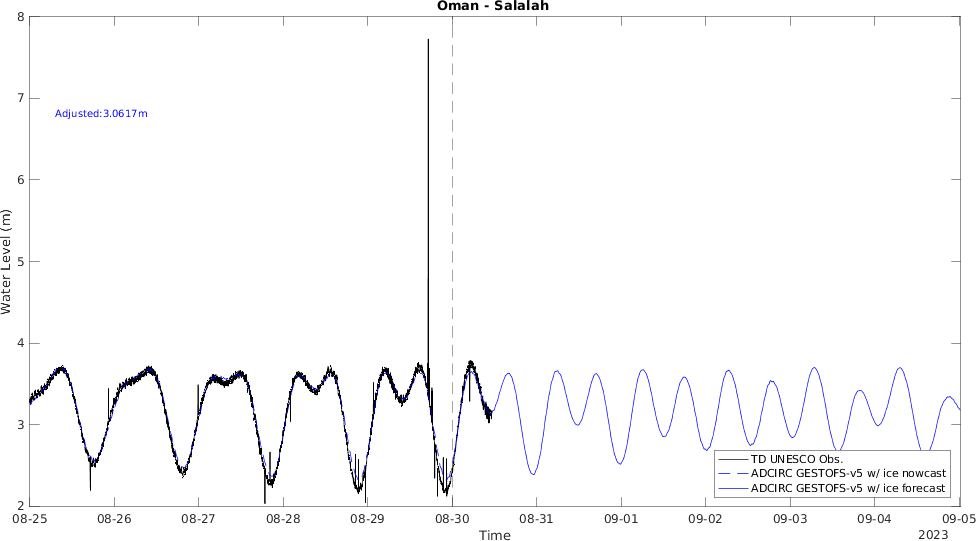 Oman - Salalah
8
7
6
5
4
3
2
Water Level (m)
Adjusted:3.0617m
TD UNESCO Obs.
ADCIRC GESTOFS-v5 w/ ice nowcast
ADCIRC GESTOFS-v5 w/ ice forecast
08-25 08-26 08-27 08-28 08-29 08-30 08-31 09-01 09-02 09-03 09-04 09-05
Time
2023